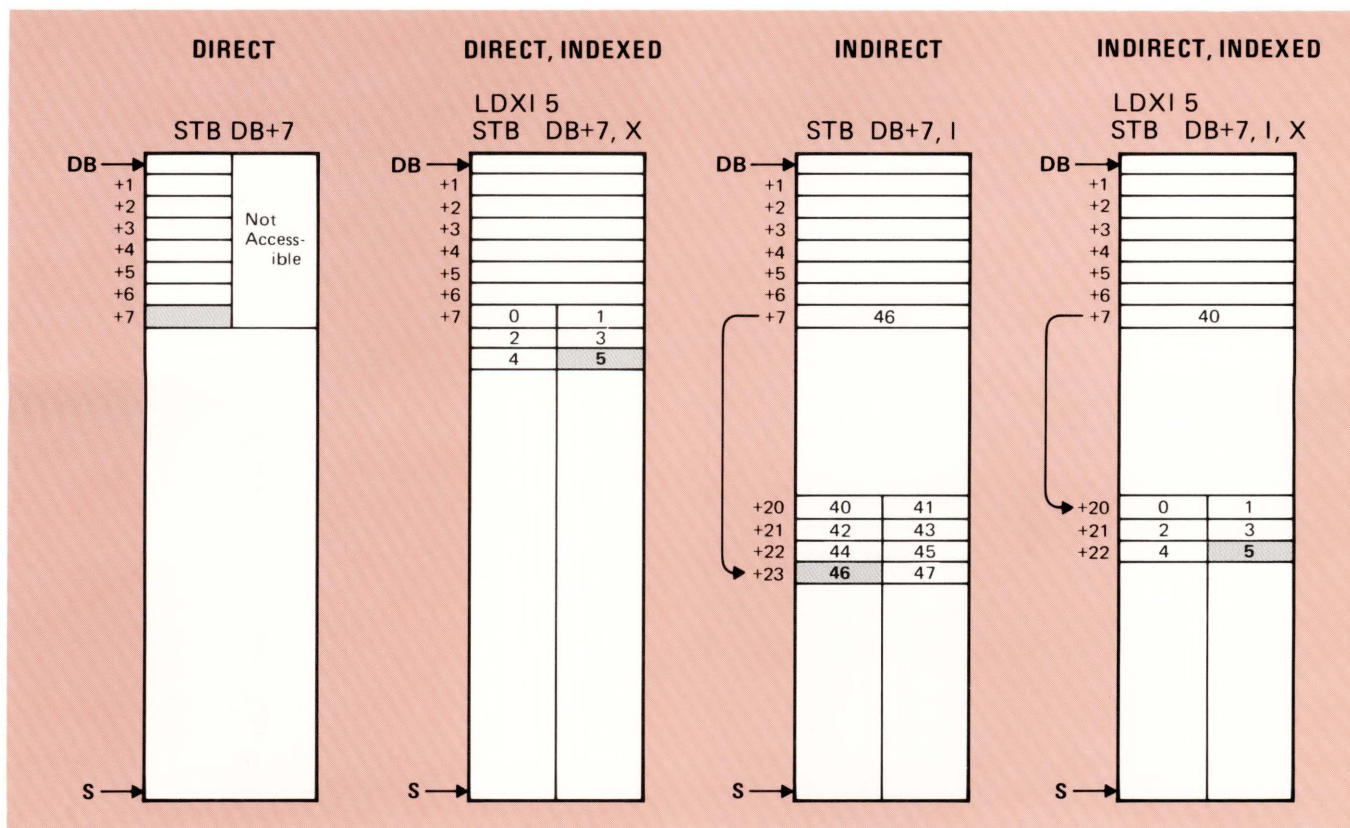 DIRECT
STB DB+7
DB
+1
+2
+3
+4
+5
+6
+7
Not
Access-
ible
S
DIRECT, INDEXED
LDXI 5
STB DB+7, X
DB
+1
+2
+3
+4
+5
+6
+7 0 1
2 3
4 5
S
INDIRECT
STB DB+7, I
DB
+1
+2
+3
+4
+5
+6
+7 46
+20 40 41
+21 42 43
+22 44 45
+23 46 47
S
INDIRECT, INDEXED
LDXI 5
STB DB+7, I, X
DB
+1
+2
+3
+4
+5
+6
+7 40
+20 0 1
+21 2 3
+22 4 5
S